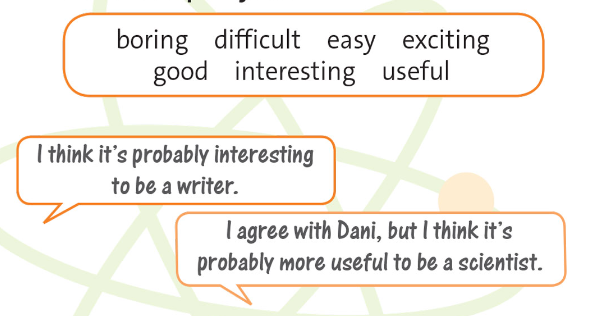 boring difficult easy exciting
good interesting useful
I think it's probably interesting
to be a writer.
I agree with Dani, but I think it's
probably more useful to be a scientist.